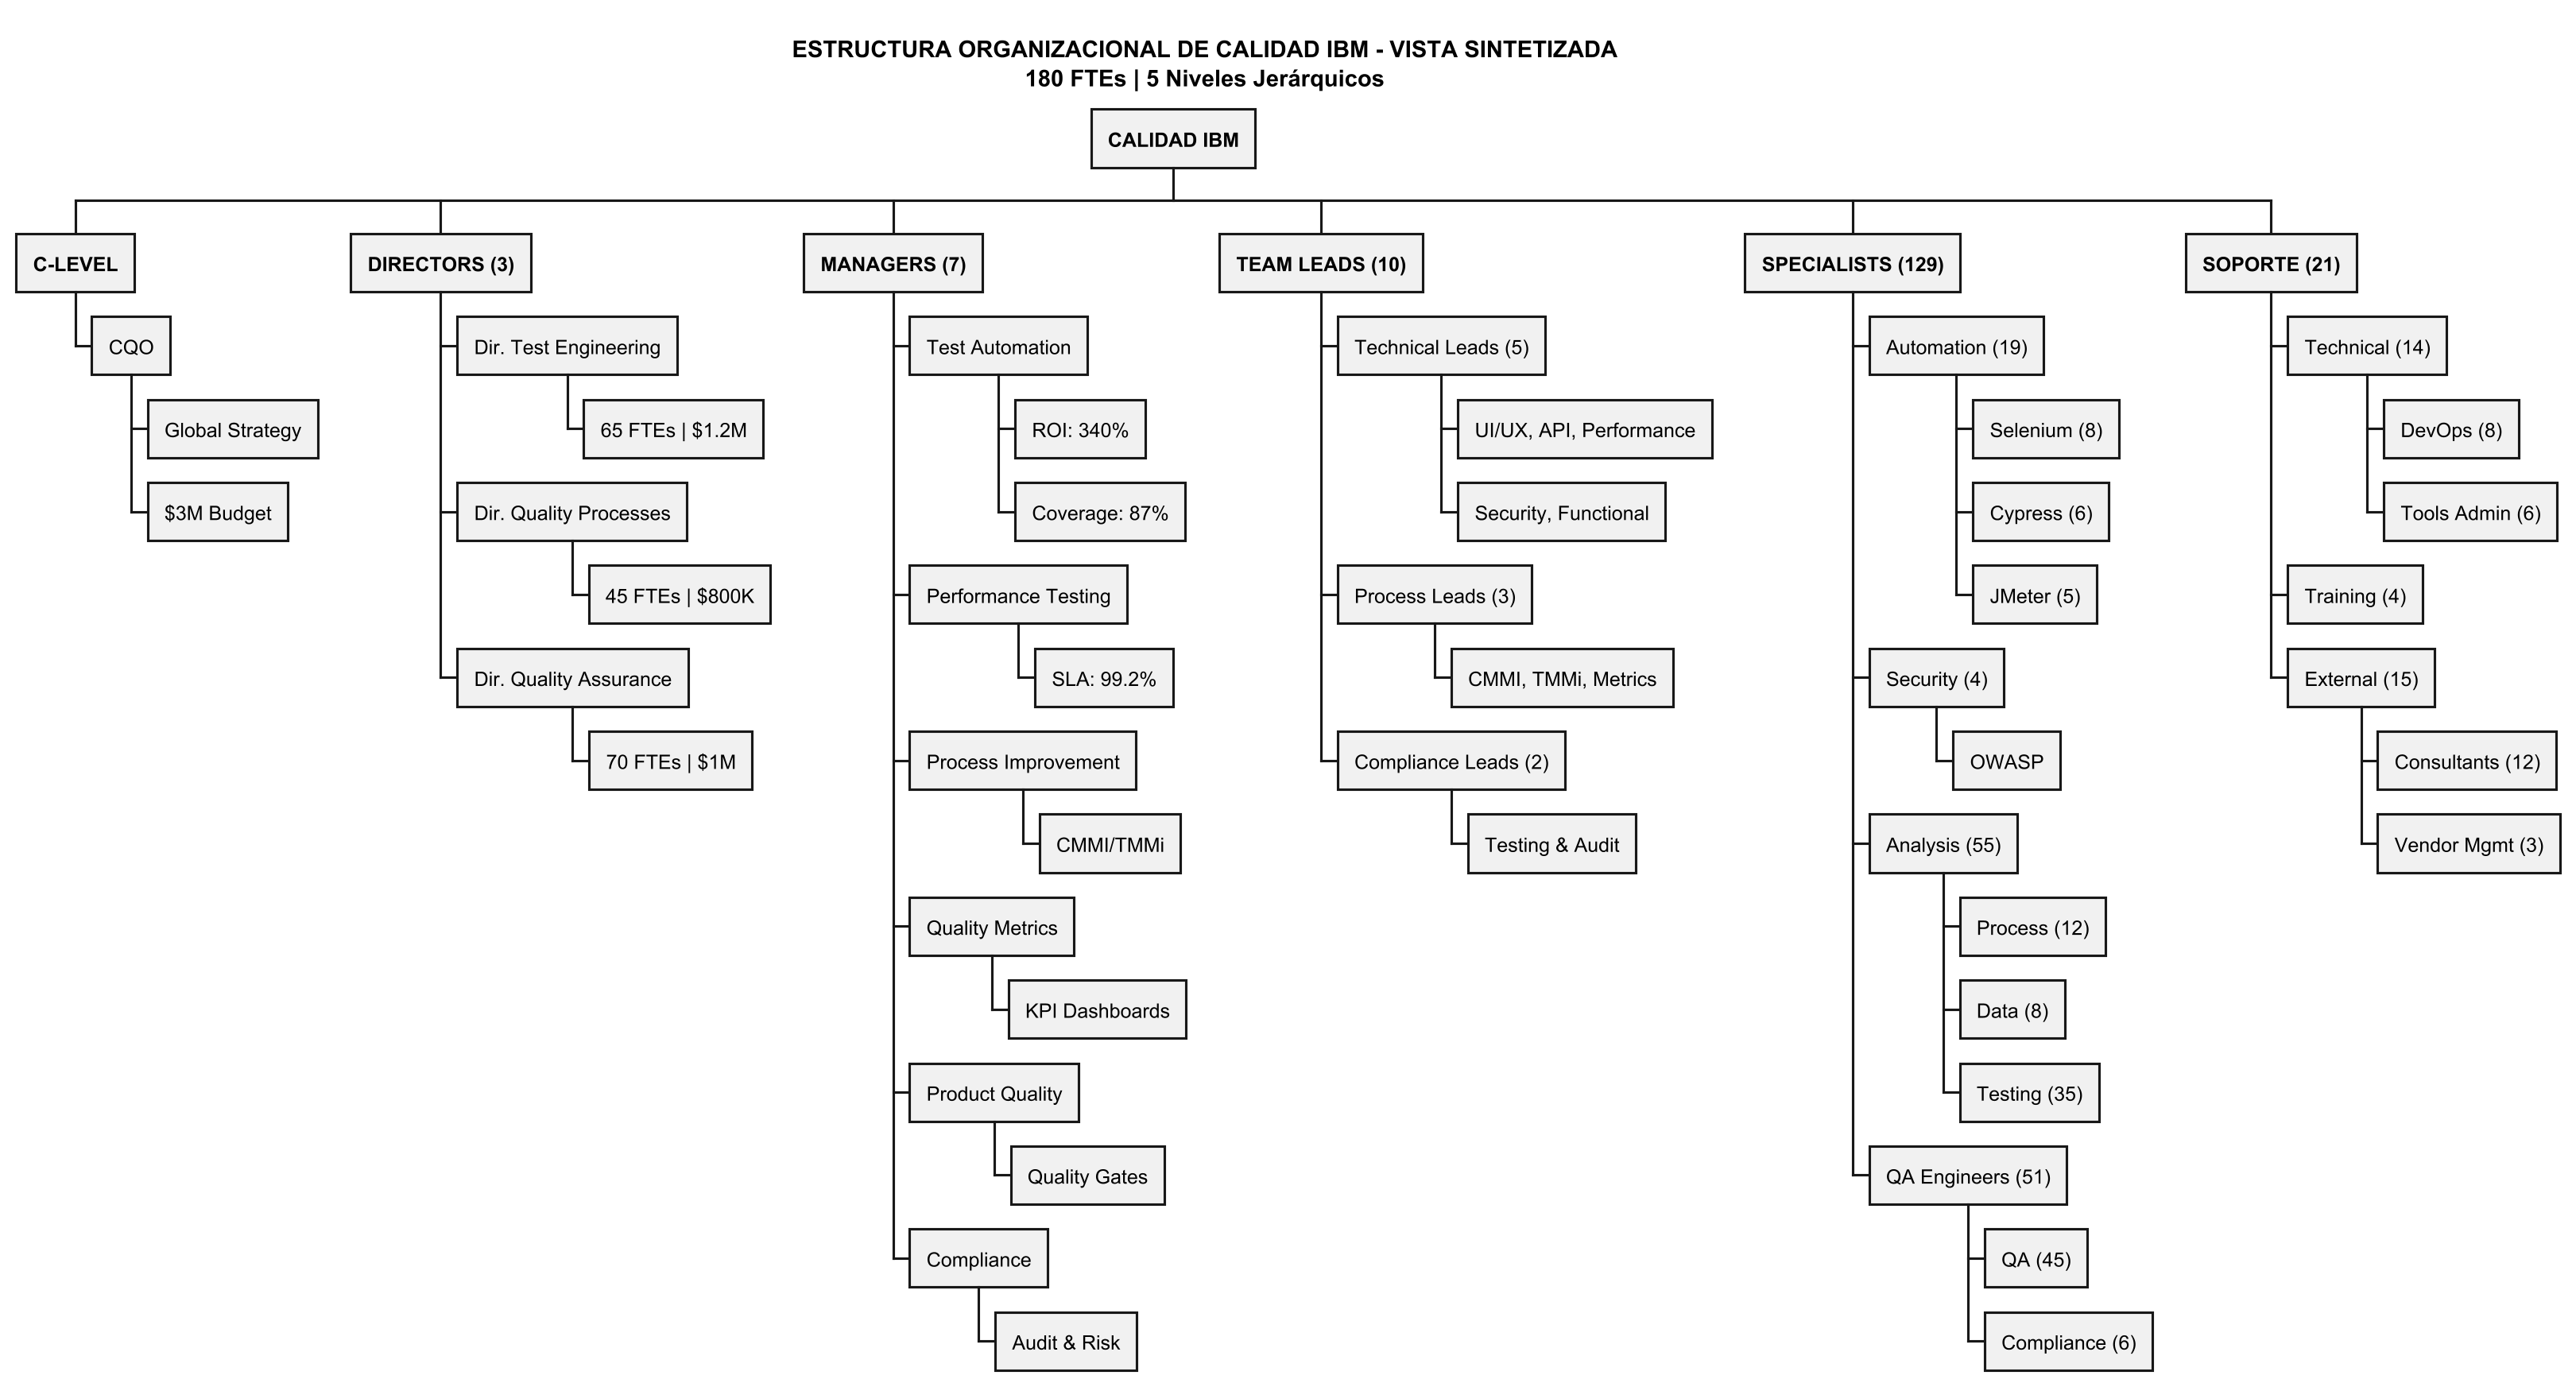 ESTRUCTURA ORGANIZACIONAL DE CALIDAD IBM - VISTA SINTETIZADA
180 FTEs | 5 Niveles Jerárquicos
CALIDAD IBM
C-LEVEL
CQO
Global Strategy
$3M Budget
DIRECTORS (3)
Dir. Test Engineering
65 FTEs | $1.2M
Dir. Quality Processes
45 FTEs | $800K
Dir. Quality Assurance
70 FTEs | $1M
MANAGERS (7)
Test Automation
ROI: 340%
Coverage: 87%
Performance Testing
SLA: 99.2%
Process Improvement
CMMI/TMMi
Quality Metrics
KPI Dashboards
Product Quality
Quality Gates
Compliance
Audit & Risk
TEAM LEADS (10)
Technical Leads (5)
UI/UX, API, Performance
Security, Functional
Process Leads (3)
CMMI, TMMi, Metrics
Compliance Leads (2)
Testing & Audit
SPECIALISTS (129)
Automation (19)
Selenium (8)
Cypress (6)
JMeter (5)
Security (4)
OWASP
Analysis (55)
Process (12)
Data (8)
Testing (35)
QA Engineers (51)
QA (45)
Compliance (6)
SOPORTE (21)
Technical (14)
DevOps (8)
Tools Admin (6)
Training (4)
External (15)
Consultants (12)
Vendor Mgmt (3)